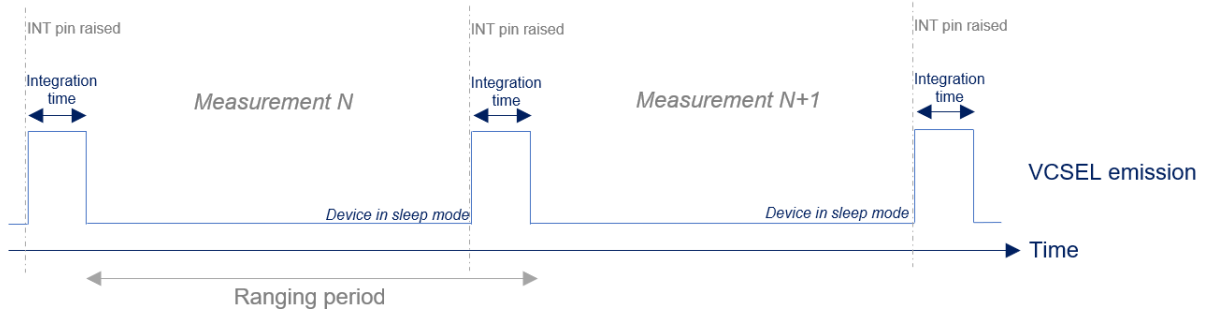 INT pin raised
INT pin raised
INT pin raised
Integration
time
Measurement N
Integration
time
Measurement N+1
Integration
time
VCSEL emission
Device in sleep mode
Device in sleep mode
Time
Ranging period